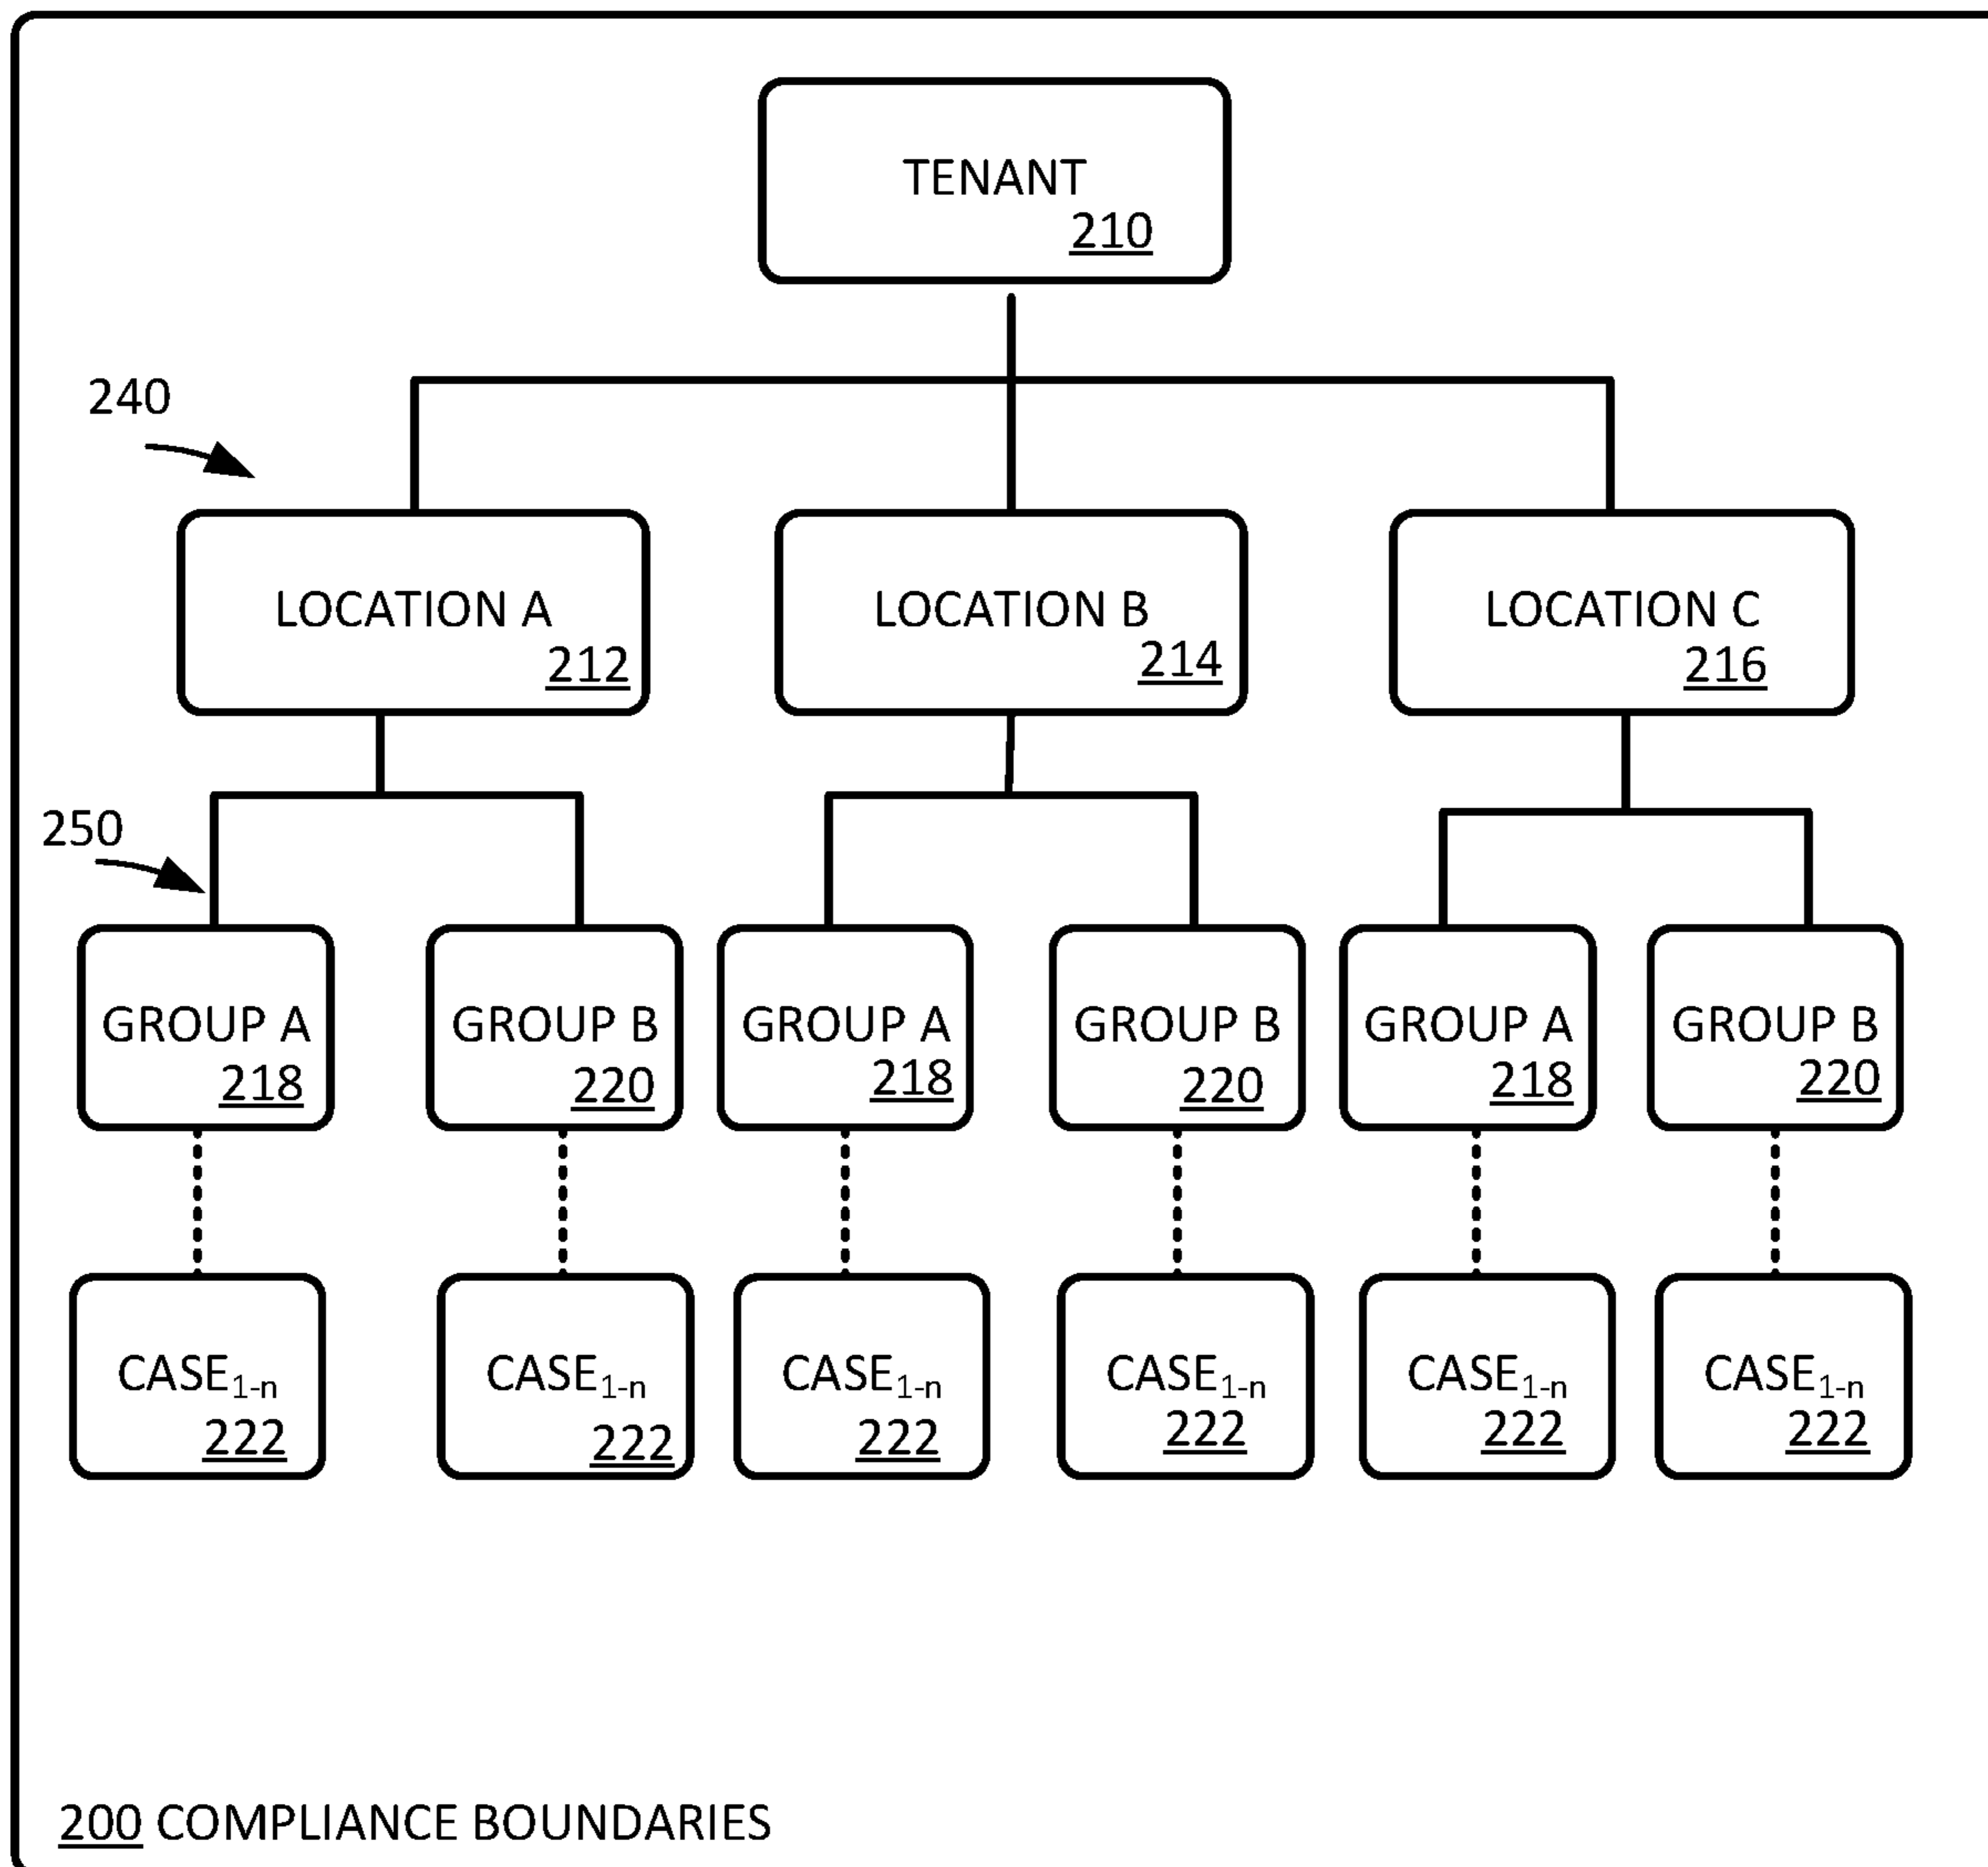 TENANT
210
240
LOCATION A
212
LOCATION B
214
LOCATION C
216
250
GROUP A
218
GROUP B
220
GROUP A
218
GROUP B
220
GROUP A
218
GROUP B
220
CASE1-n
222
CASE1-n
222
CASE1-n
222
CASE1-n
222
CASE1-n
222
CASE1-n
222
200 COMPLIANCE BOUNDARIES